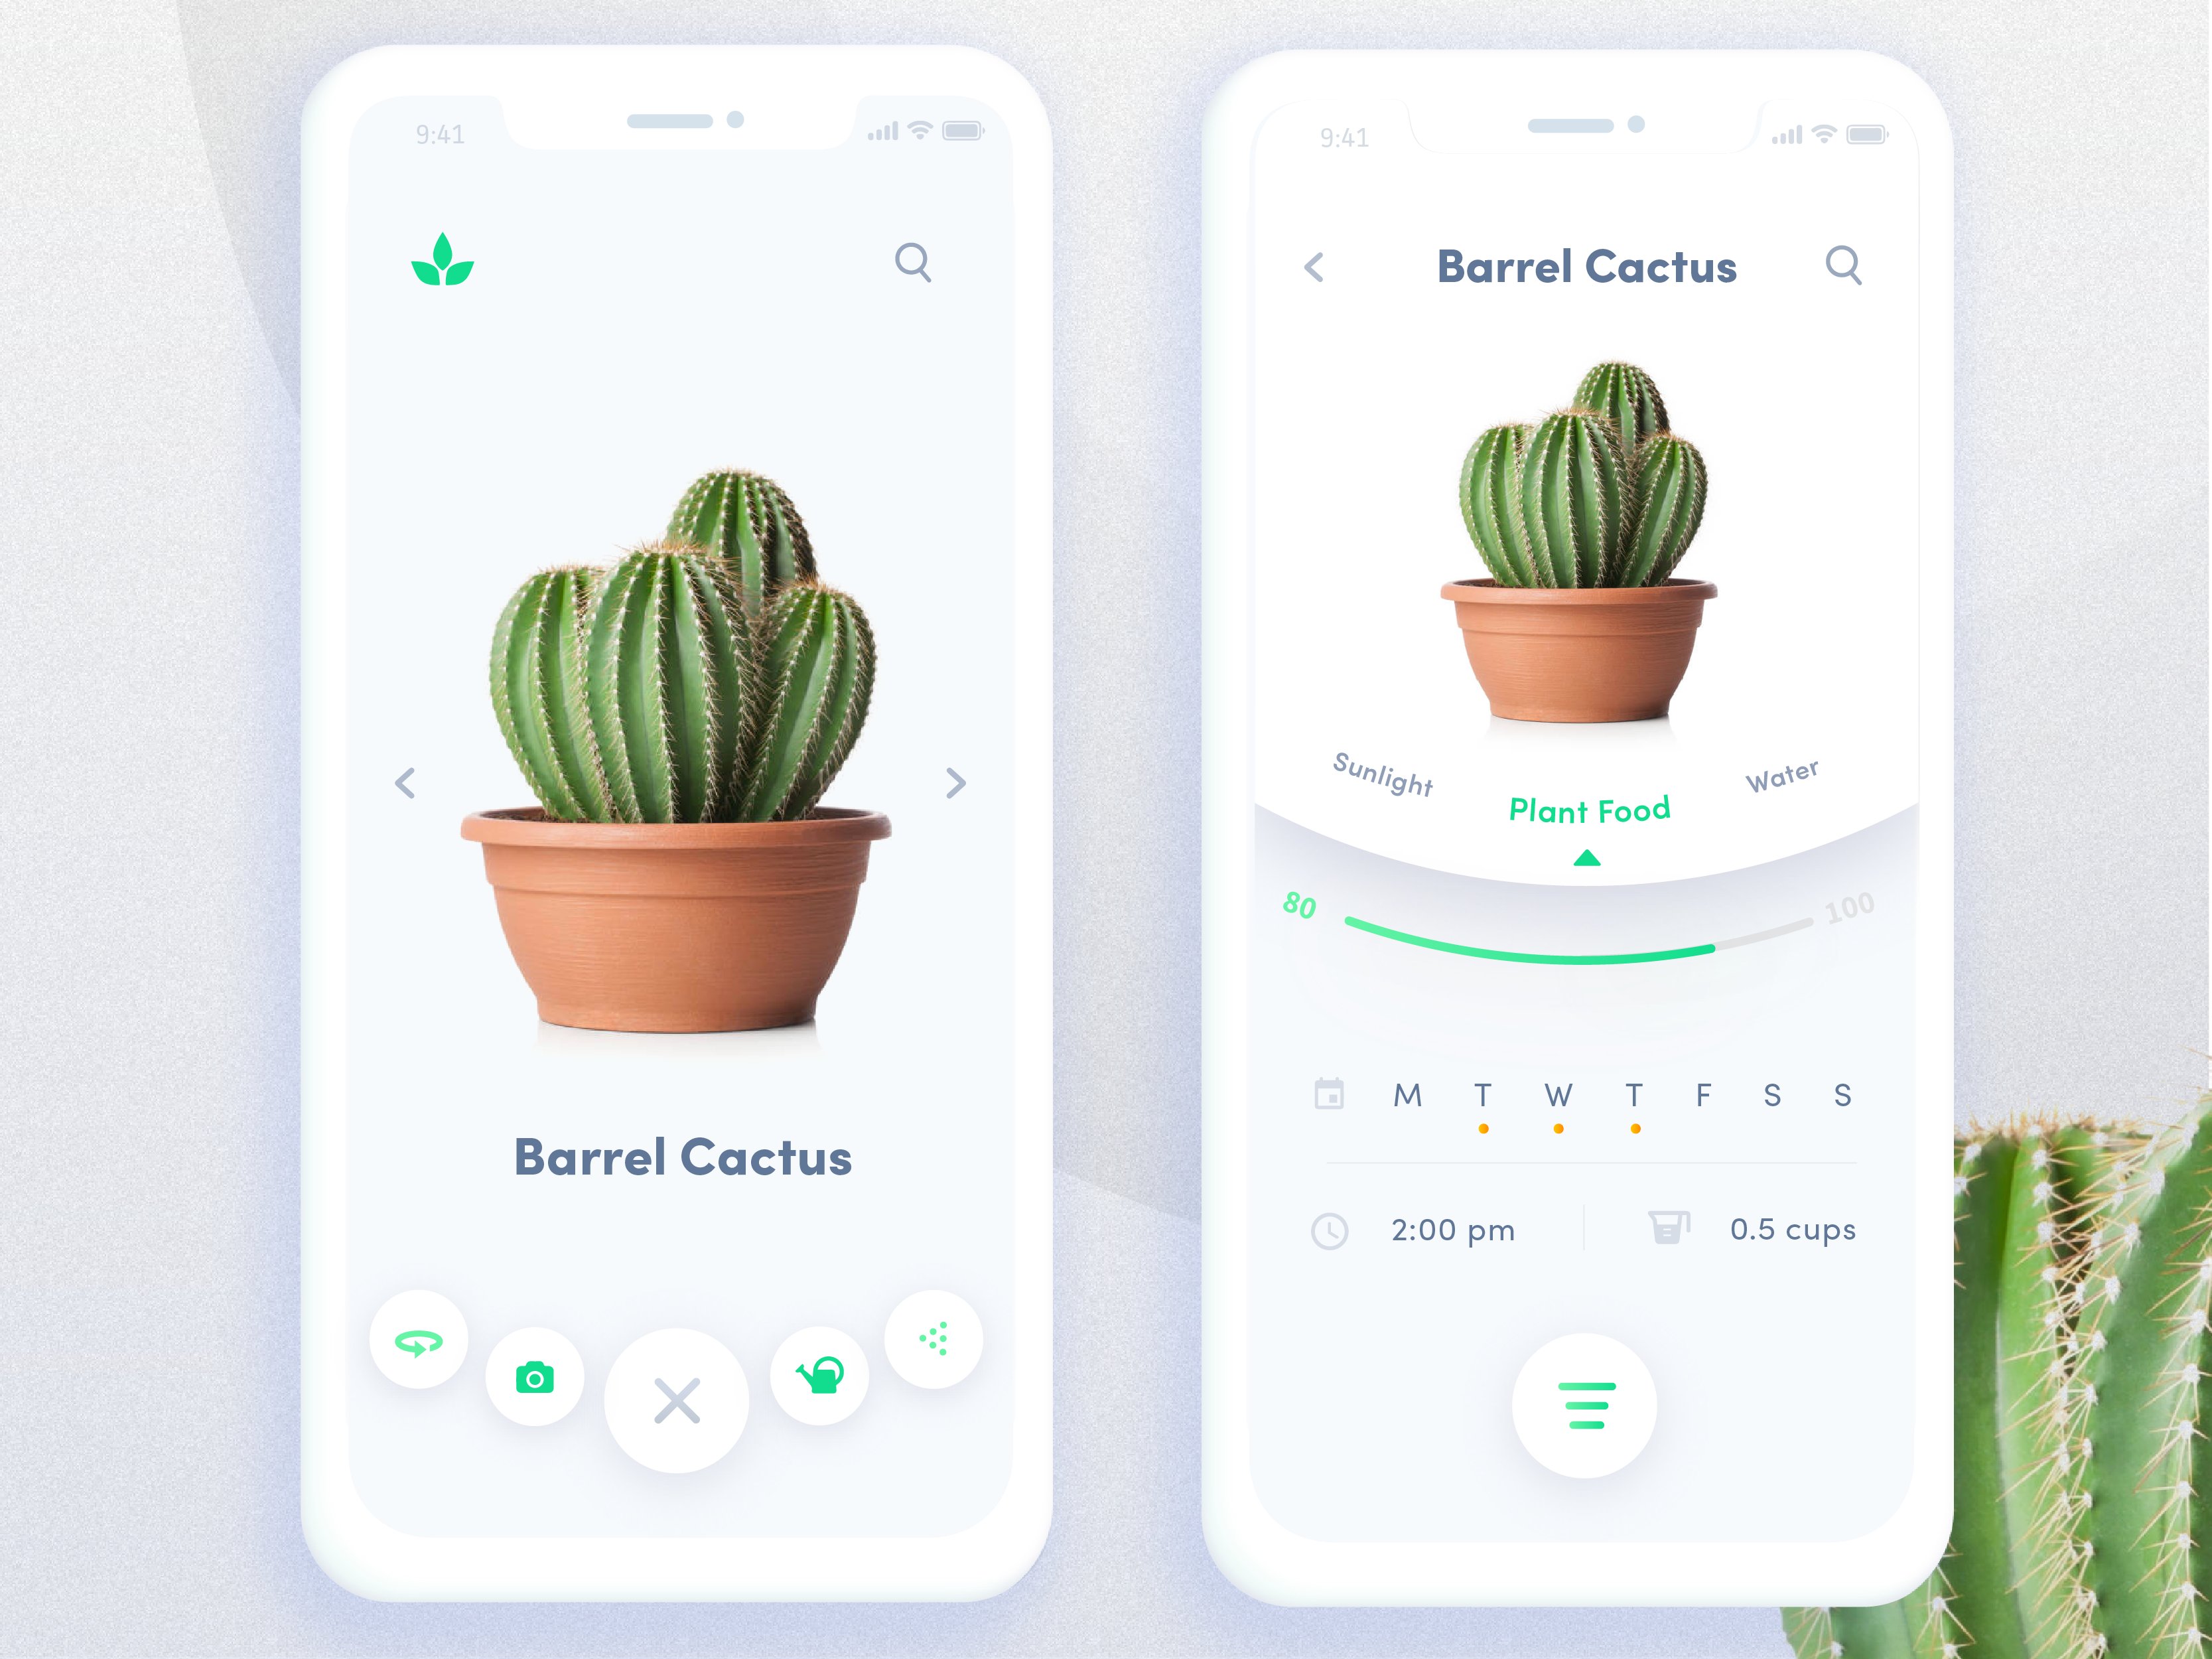 9:41
Barrel Cactus
9:41
Barrel Cactus
Sunlight
Plant Food
Water
80
100
M T W T F S S
2:00 pm
0.5 cups